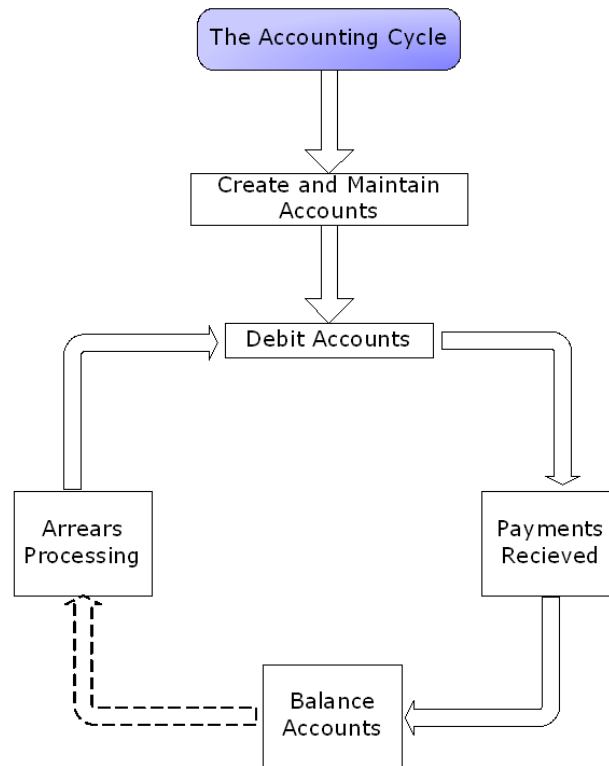 The Accounting Cycle
Create and Maintain
Accounts
Debit Accounts
Arrears
Processing
Payments
Recieved
Balance
Accounts